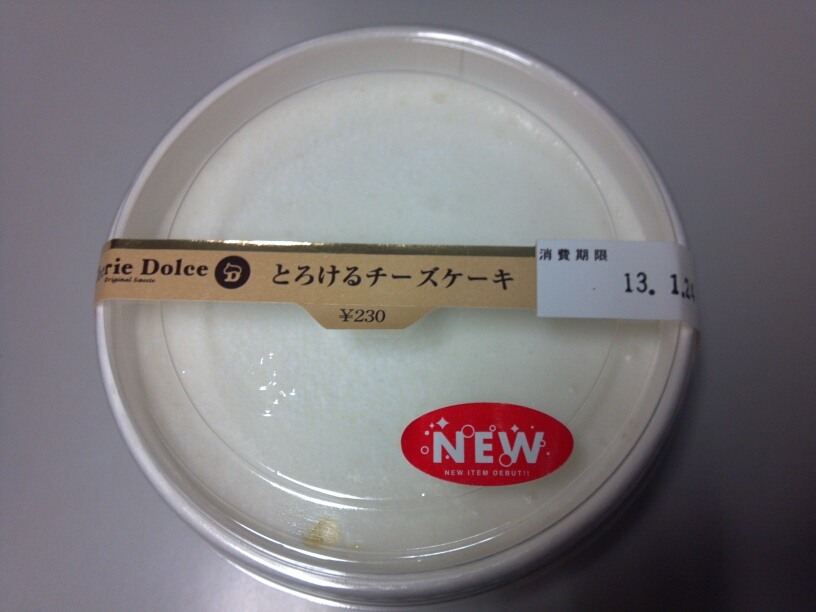 rie Dolce
Original Sweets
とろけるチーズケーキ
¥230
消費期限
13. 1.24
NEW
NEW ITEM DEBUT!!